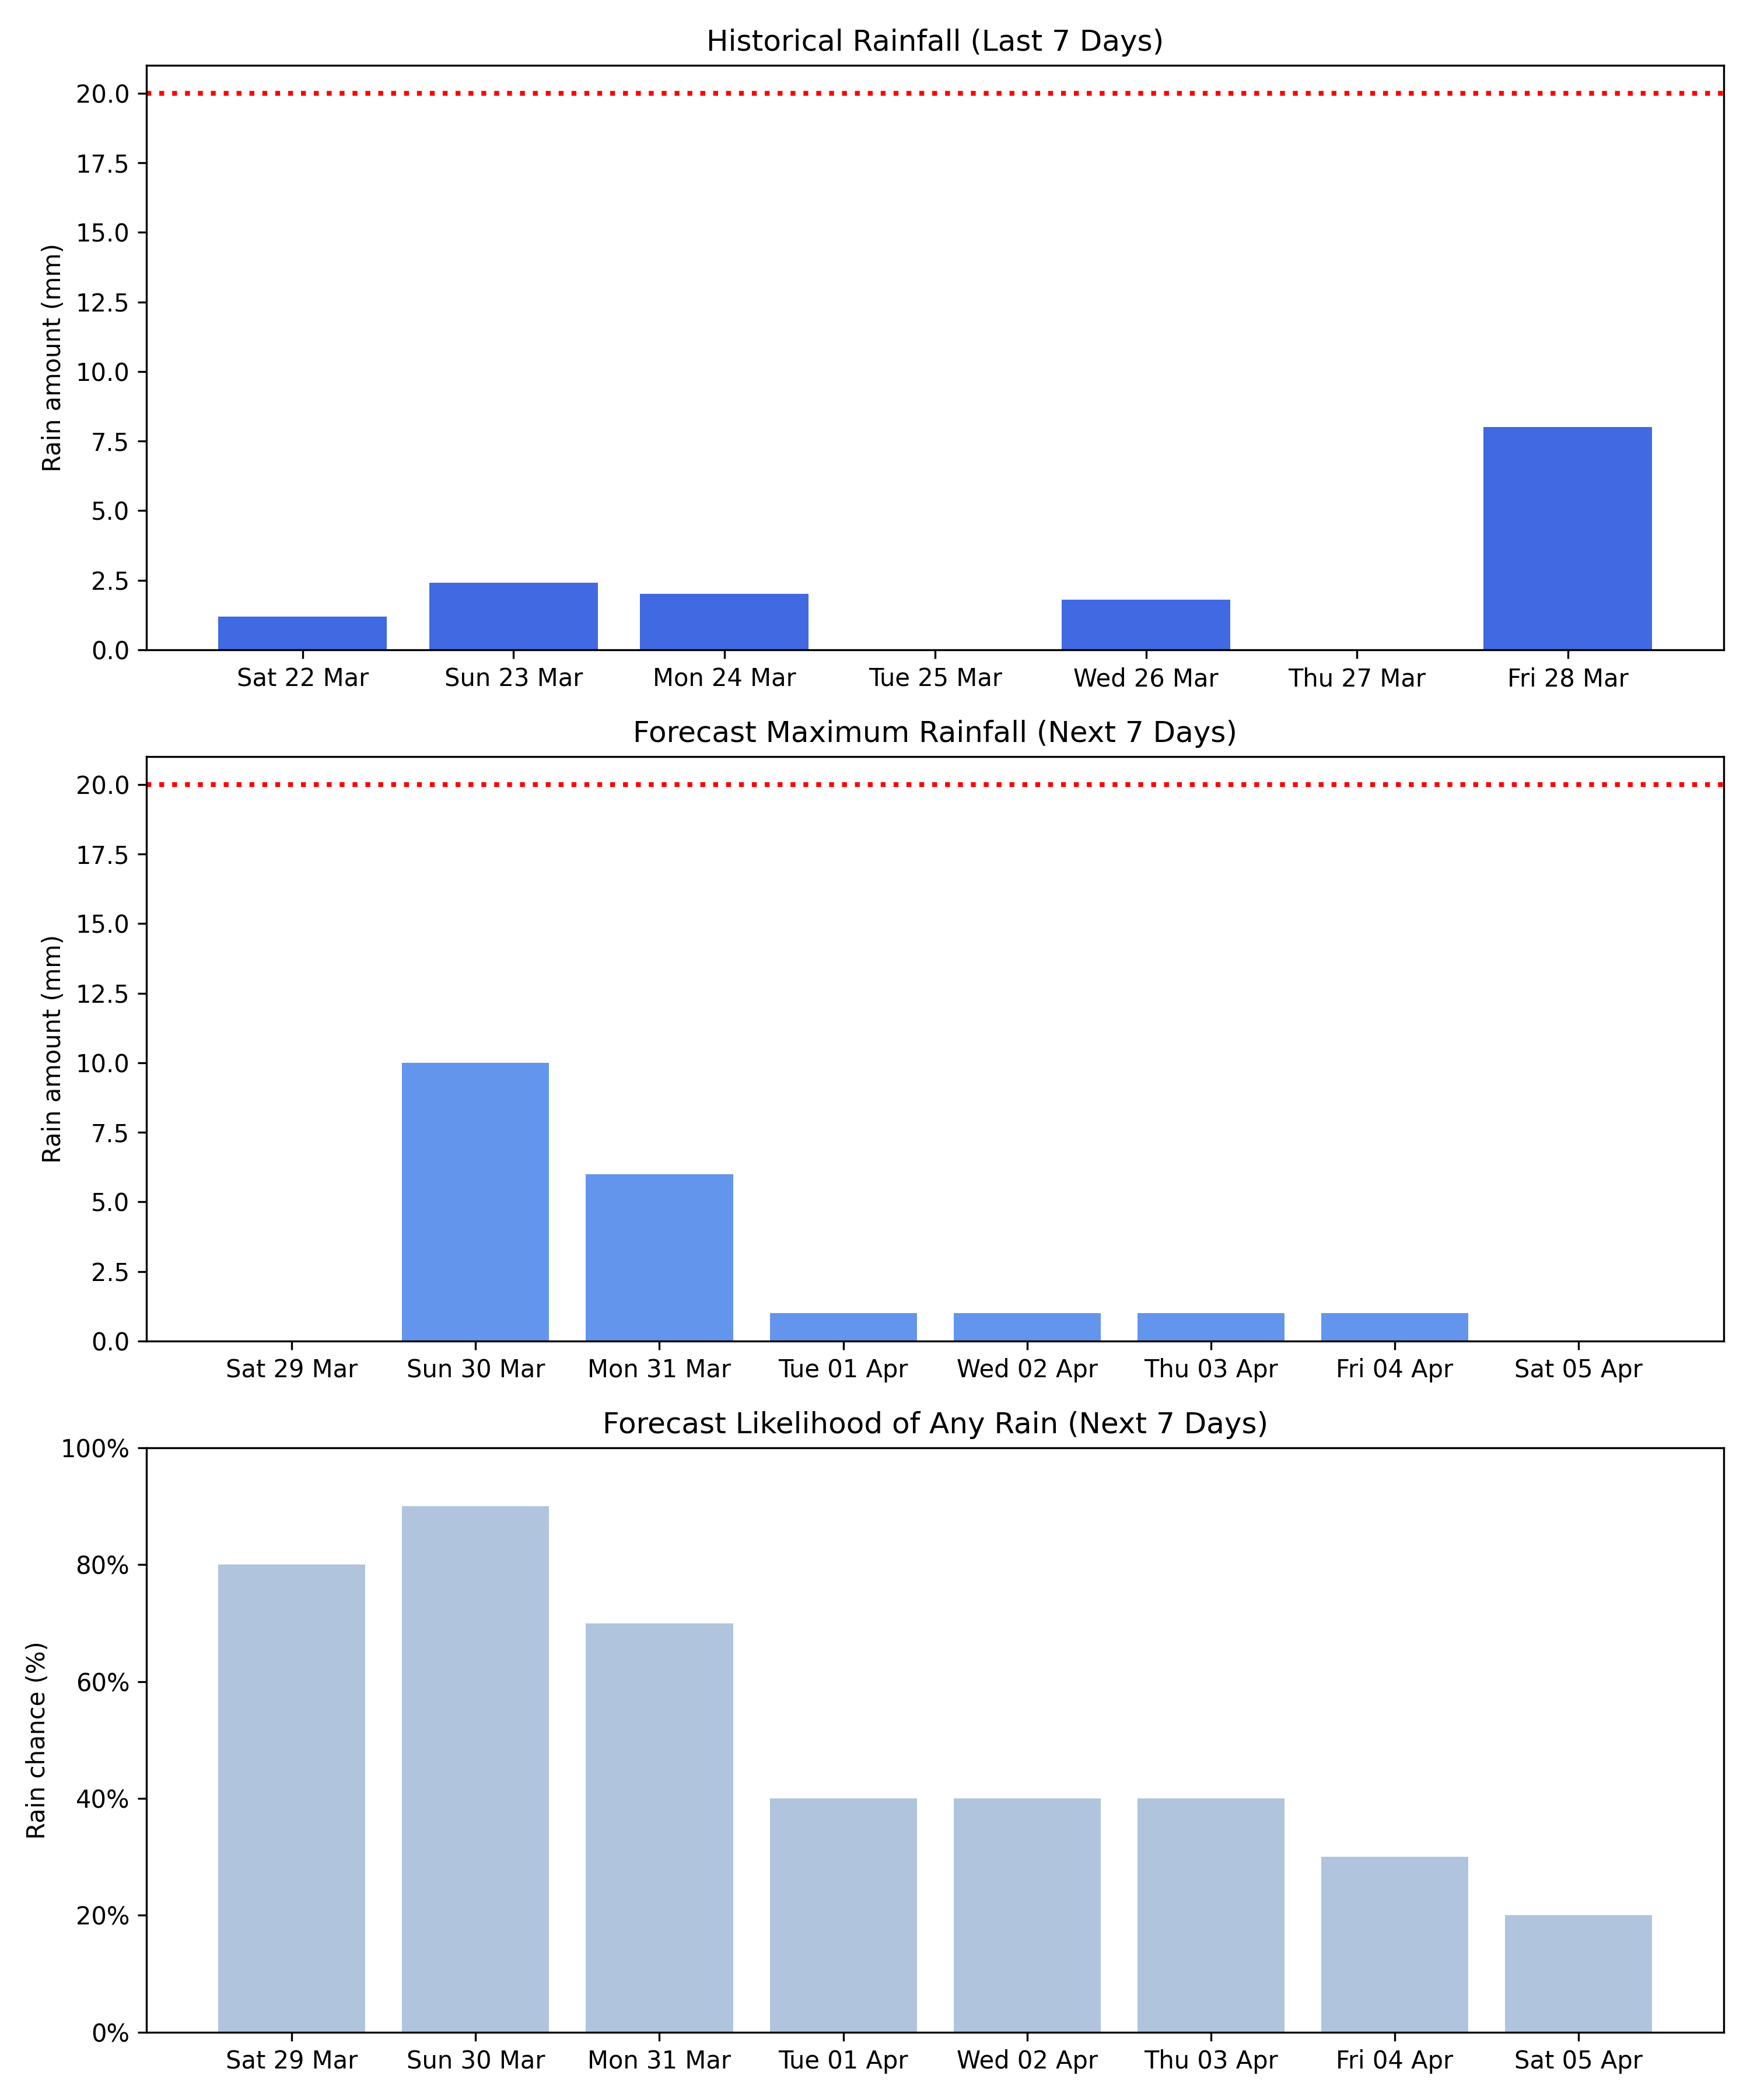 Historical Rainfall (Last 7 Days)
Rain amount (mm)
20.0
17.5
15.0
12.5
10.0
7.5
5.0
2.5
0.0
Sat 22 Mar Sun 23 Mar Mon 24 Mar Tue 25 Mar Wed 26 Mar Thu 27 Mar Fri 28 Mar
Forecast Maximum Rainfall (Next 7 Days)
Rain amount (mm)
20.0
17.5
15.0
12.5
10.0
7.5
5.0
2.5
0.0
Sat 29 Mar Sun 30 Mar Mon 31 Mar Tue 01 Apr Wed 02 Apr Thu 03 Apr Fri 04 Apr Sat 05 Apr
Forecast Likelihood of Any Rain (Next 7 Days)
Rain chance (%)
100%
80%
60%
40%
20%
0%
Sat 29 Mar Sun 30 Mar Mon 31 Mar Tue 01 Apr Wed 02 Apr Thu 03 Apr Fri 04 Apr Sat 05 Apr